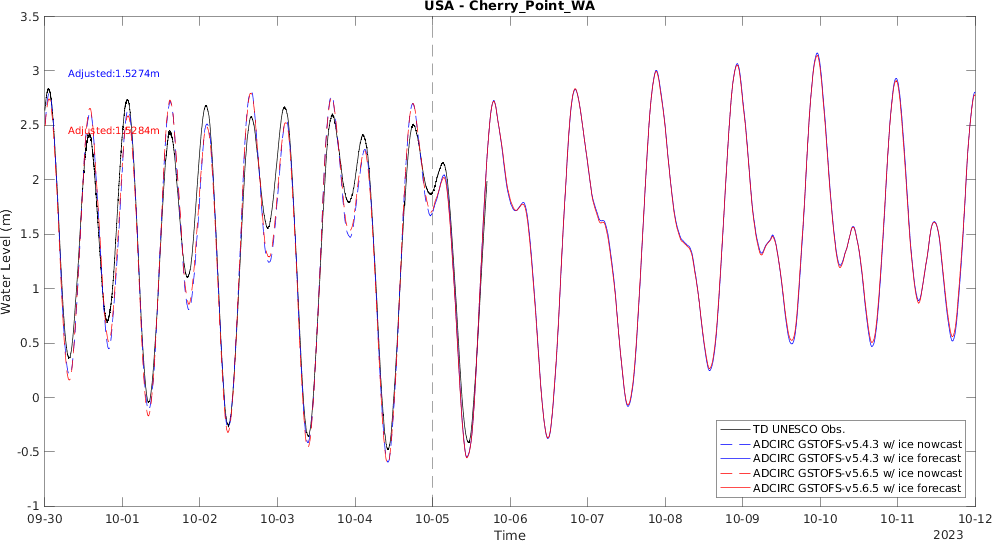 USA - Cherry_Point_WA
3.5
3
2.5
2
1.5
1
0.5
0
-0.5
-1
Water Level (m)
Adjusted:1.5274m
Adjusted:1.5284m
TD UNESCO Obs.
ADCIRC GSTOFS-v5.4.3 w/ ice nowcast
ADCIRC GSTOFS-v5.4.3 w/ ice forecast
ADCIRC GSTOFS-v5.6.5 w/ ice nowcast
ADCIRC GSTOFS-v5.6.5 w/ ice forecast
09-30 10-01 10-02 10-03 10-04 10-05 10-06 10-07 10-08 10-09 10-10 10-11 10-12
Time
2023